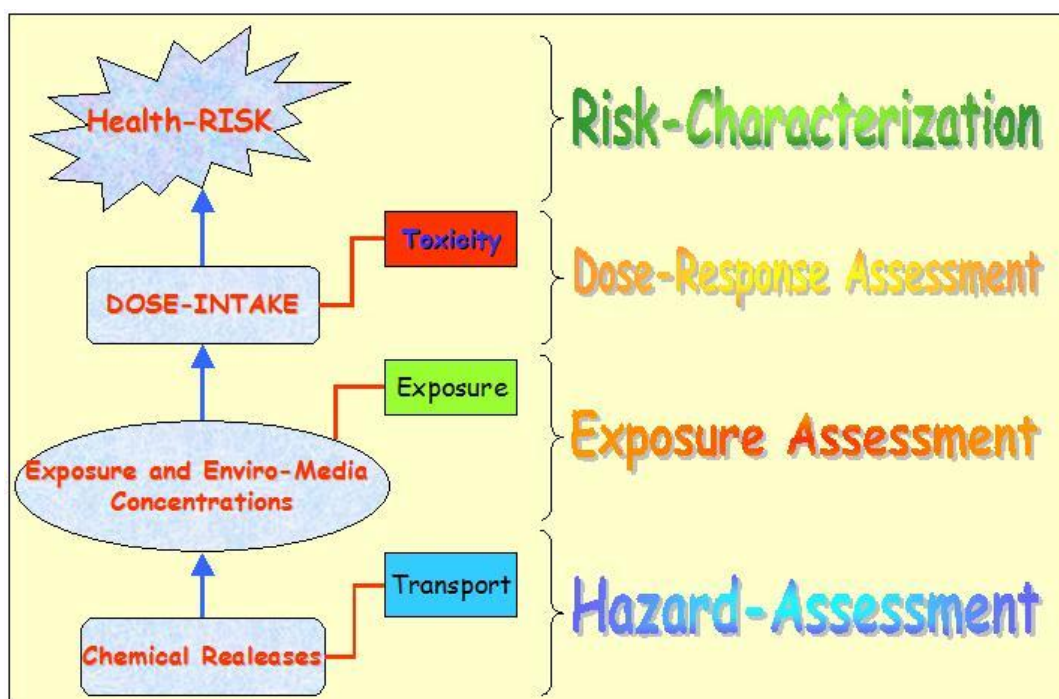 Health-RISK
Risk-Characterization
Toxicity
DOSE-INTAKE
Dose-Response Assessment
Exposure
Exposure and Enviro-Media
Concentrations
Exposure Assessment
Transport
Chemical Realeases
Hazard-Assessment